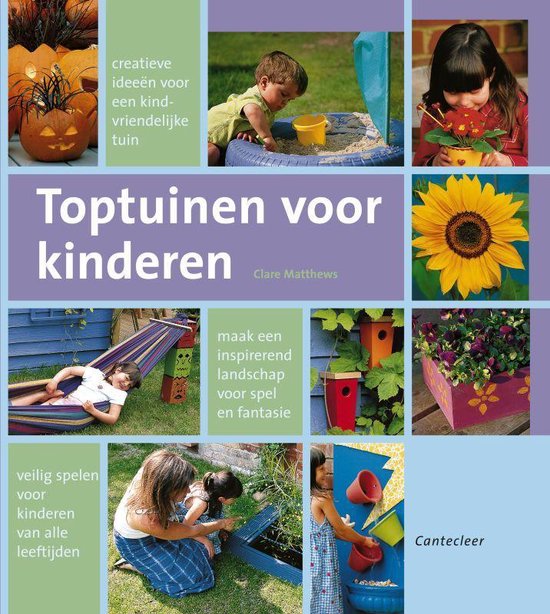 creatieve
ideeën voor
een kind-
vriendelijke
tuin
Toptuinen voor
kinderen
Clare Matthews
maak een
inspirerend
landschap
voor spel
en fantasie
veilig spelen
voor
kinderen
van alle
leeftijden
Cantecleer